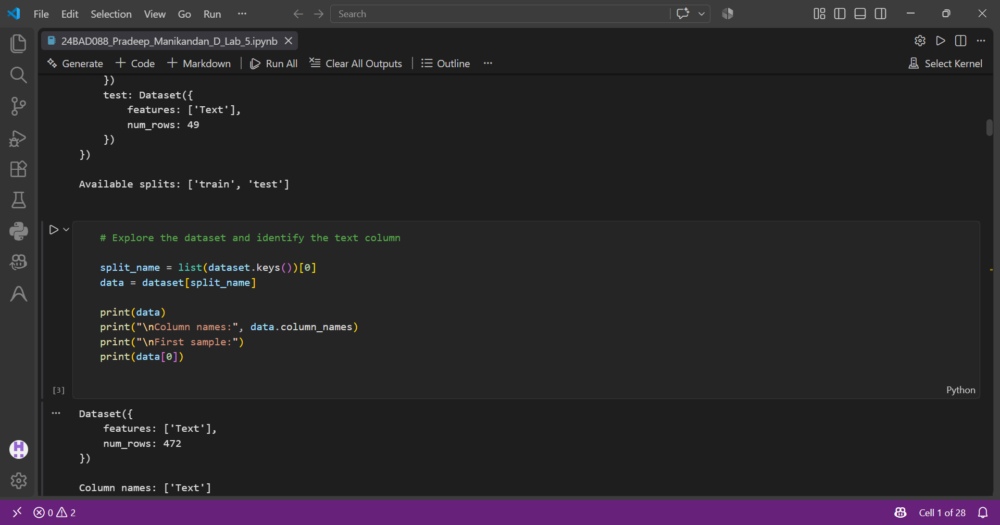 File Edit Selection View Go Run ··· Search
24BAD088_Pradeep_Manikandan_D_Lab_5.ipynb
Generate + Code + Markdown Run All Clear All Outputs Outline ··· Select Kernel
    })
    test: Dataset({
        features: ['Text'],
        num_rows: 49
    })
})
Available splits: ['train', 'test']
# Explore the dataset and identify the text column
split_name = list(dataset.keys())[0]
data = dataset[split_name]
print(data)
print("\nColumn names:", data.column_names)
print("\nFirst sample:")
print(data[0])
[3] Python
Dataset({
    features: ['Text'],
    num_rows: 472
})
Column names: ['Text']
0 2 Cell 1 of 28